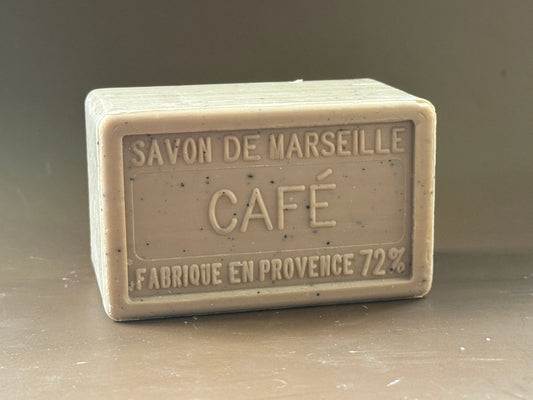 SAVON DE MARSEILLE
CAFÉ
FABRIQUE EN PROVENCE 72%